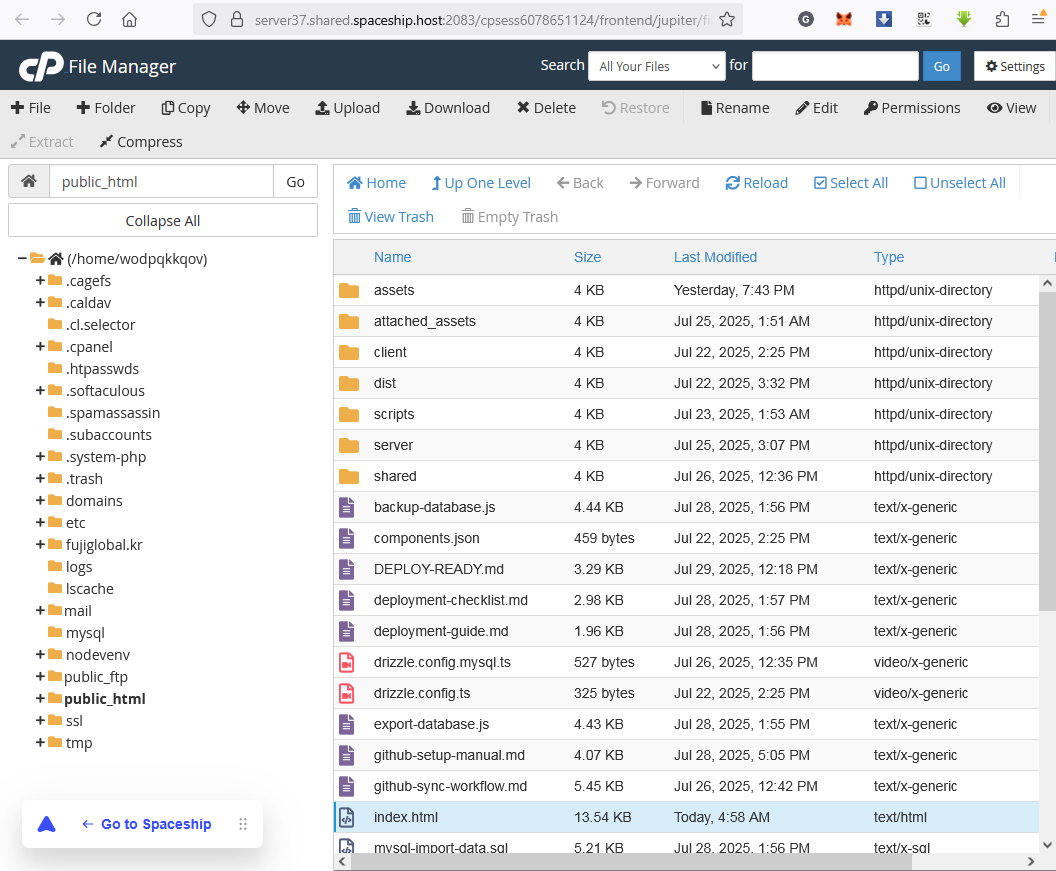 server37.shared.spaceship.host:2083/cpsess6078651124/frontend/jupiter/fi
cP File Manager
Search All Your Files for Go Settings
File Folder Copy Move Upload Download Delete Restore Rename Edit Permissions View
Extract Compress
public_html Go
Collapse All
(/home/wodpqkkqov)
.cagefs
.caldav
.cl.selector
.cpanel
.htpasswds
.softaculous
.spamassassin
.subaccounts
.system-php
.trash
domains
etc
fujiglobal.kr
logs
lscache
mail
mysql
nodevenv
public_ftp
public_html
ssl
tmp
Go to Spaceship
Home Up One Level Back Forward Reload Select All Unselect All
View Trash Empty Trash
Name Size Last Modified Type
assets 4 KB Yesterday, 7:43 PM httpd/unix-directory
attached_assets 4 KB Jul 25, 2025, 1:51 AM httpd/unix-directory
client 4 KB Jul 22, 2025, 2:25 PM httpd/unix-directory
dist 4 KB Jul 22, 2025, 3:32 PM httpd/unix-directory
scripts 4 KB Jul 23, 2025, 1:53 AM httpd/unix-directory
server 4 KB Jul 25, 2025, 3:07 PM httpd/unix-directory
shared 4 KB Jul 26, 2025, 12:36 PM httpd/unix-directory
backup-database.js 4.44 KB Jul 28, 2025, 1:56 PM text/x-generic
components.json 459 bytes Jul 22, 2025, 2:25 PM text/x-generic
DEPLOY-READY.md 3.29 KB Jul 29, 2025, 12:18 PM text/x-generic
deployment-checklist.md 2.98 KB Jul 28, 2025, 1:57 PM text/x-generic
deployment-guide.md 1.96 KB Jul 28, 2025, 1:56 PM text/x-generic
drizzle.config.mysql.ts 527 bytes Jul 26, 2025, 12:35 PM video/x-generic
drizzle.config.ts 325 bytes Jul 22, 2025, 2:25 PM video/x-generic
export-database.js 4.43 KB Jul 28, 2025, 1:55 PM text/x-generic
github-setup-manual.md 4.07 KB Jul 28, 2025, 5:05 PM text/x-generic
github-sync-workflow.md 5.45 KB Jul 26, 2025, 12:42 PM text/x-generic
index.html 13.54 KB Today, 4:58 AM text/html
mysql-import-data.sql 5.21 KB Jul 28, 2025, 1:56 PM text/x-sql